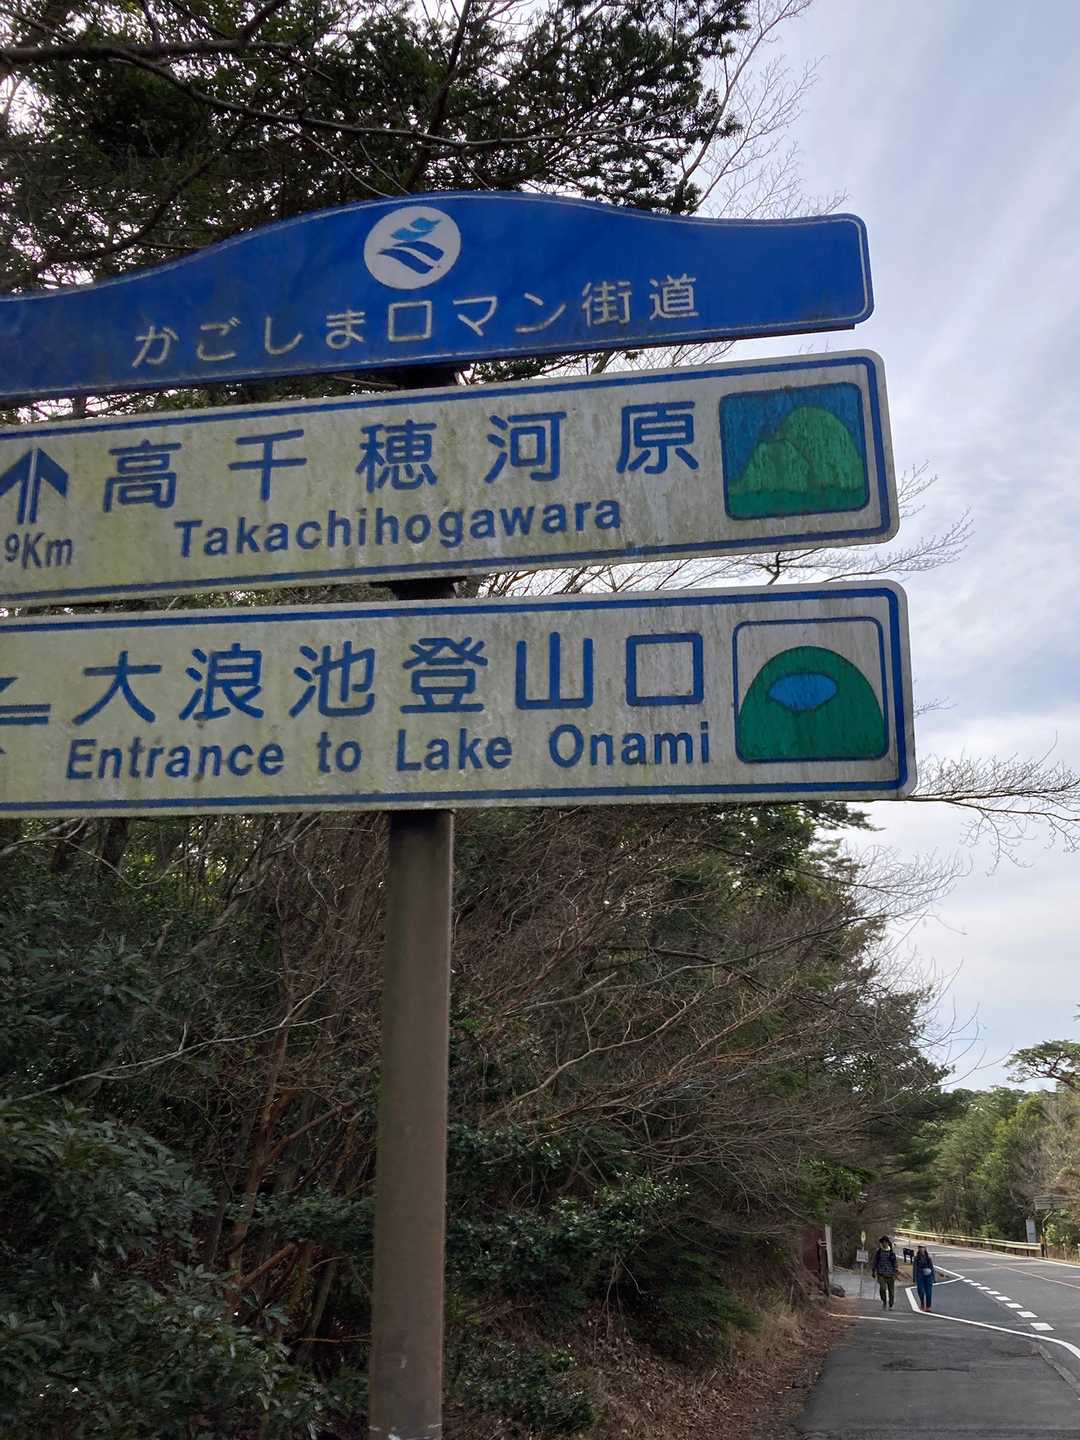 かごしまロマン街道
高千穂河原
9Km Takachihogawara
大浪池登山口
Entrance to Lake Onami